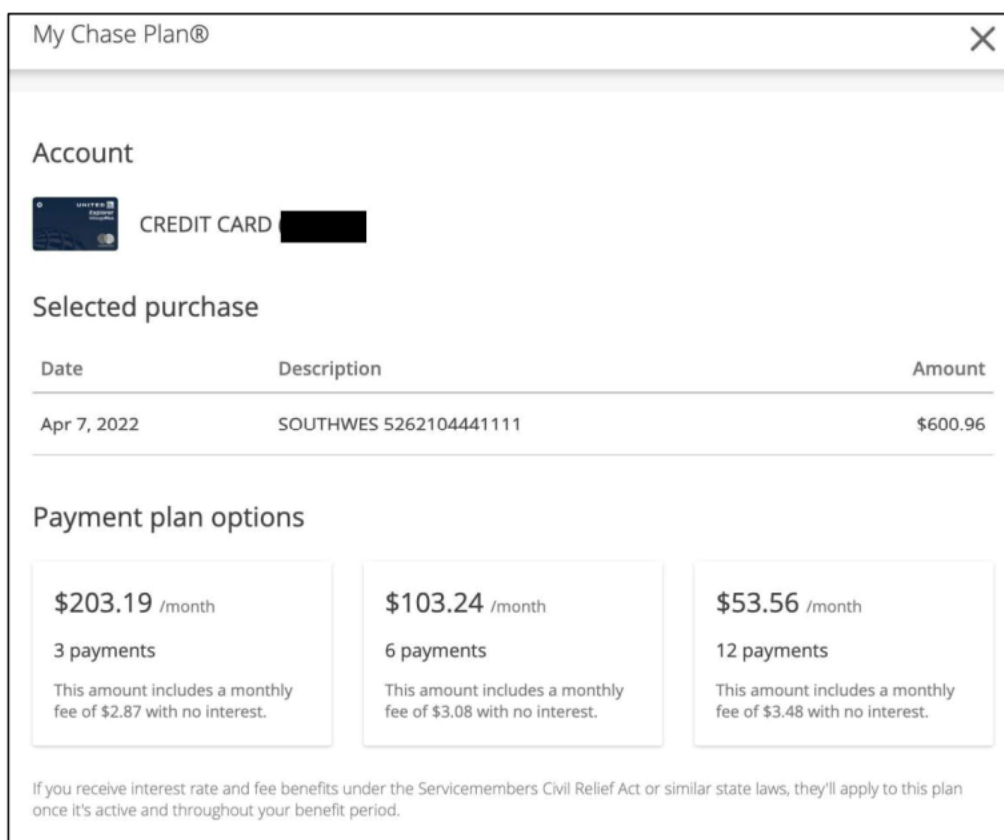 My Chase Plan®
Account
UNITED
Explorer
CREDIT CARD
Selected purchase
Date Description Amount
Apr 7, 2022 SOUTHWES 5262104441111 $600.96
Payment plan options
$203.19 /month
3 payments
This amount includes a monthly
fee of $2.87 with no interest.
$103.24 /month
6 payments
This amount includes a monthly
fee of $3.08 with no interest.
$53.56 /month
12 payments
This amount includes a monthly
fee of $3.48 with no interest.
If you receive interest rate and fee benefits under the Servicemembers Civil Relief Act or similar state laws, they'll apply to this plan
once it's active and throughout your benefit period.